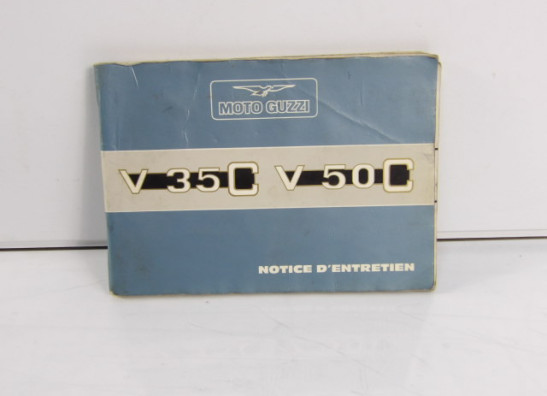 MOTO GUZZI
V 35C V 50C
NOTICE D'ENTRETIEN